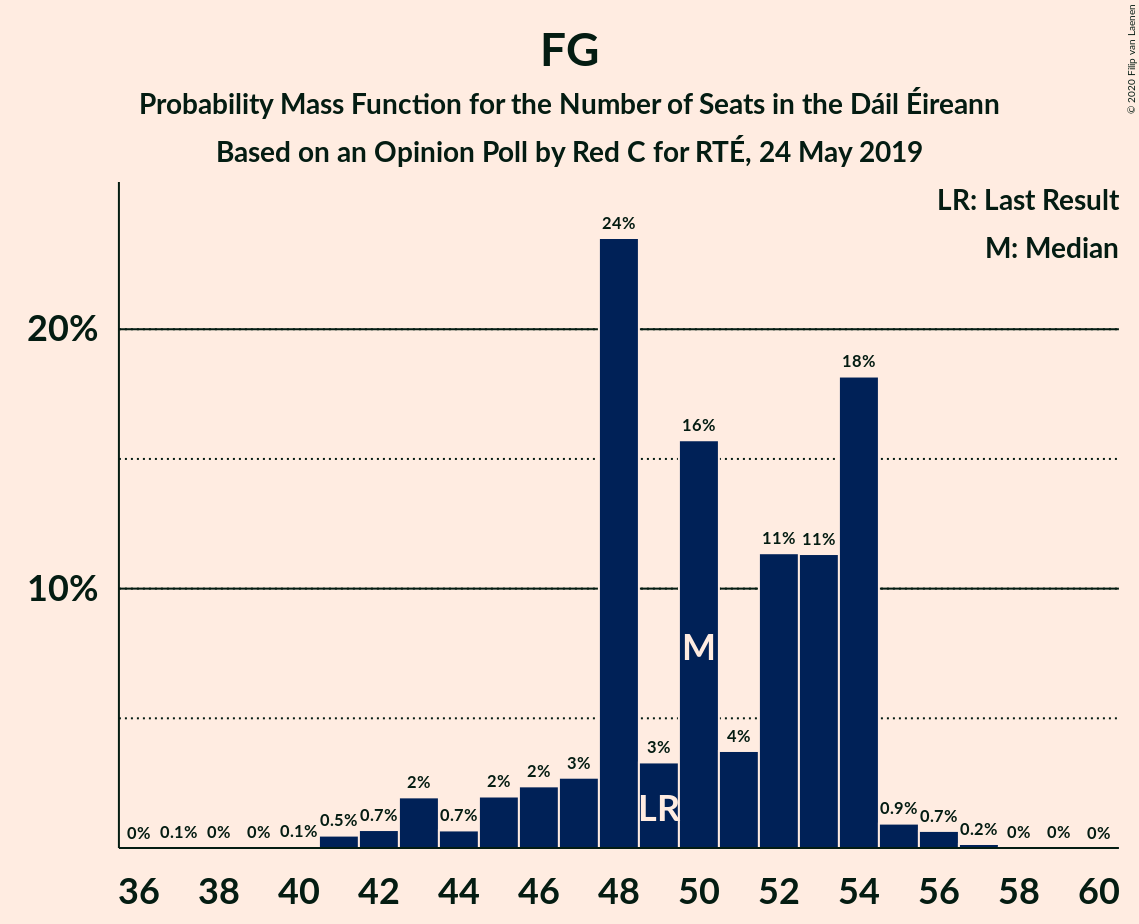 FG
Probability Mass Function for the Number of Seats in the Dáil Éireann
Based on an Opinion Poll by Red C for RTÉ, 24 May 2019
© 2020 Filip van Laenen
LR: Last Result
M: Median
20%
10%
0% 0.1% 0% 0% 0.1% 0.5% 0.7% 2% 0.7% 2% 2% 3% 24% 3% 16% 4% 11% 11% 18% 0.9% 0.7% 0.2% 0% 0% 0%
M
LR
36 38 40 42 44 46 48 50 52 54 56 58 60